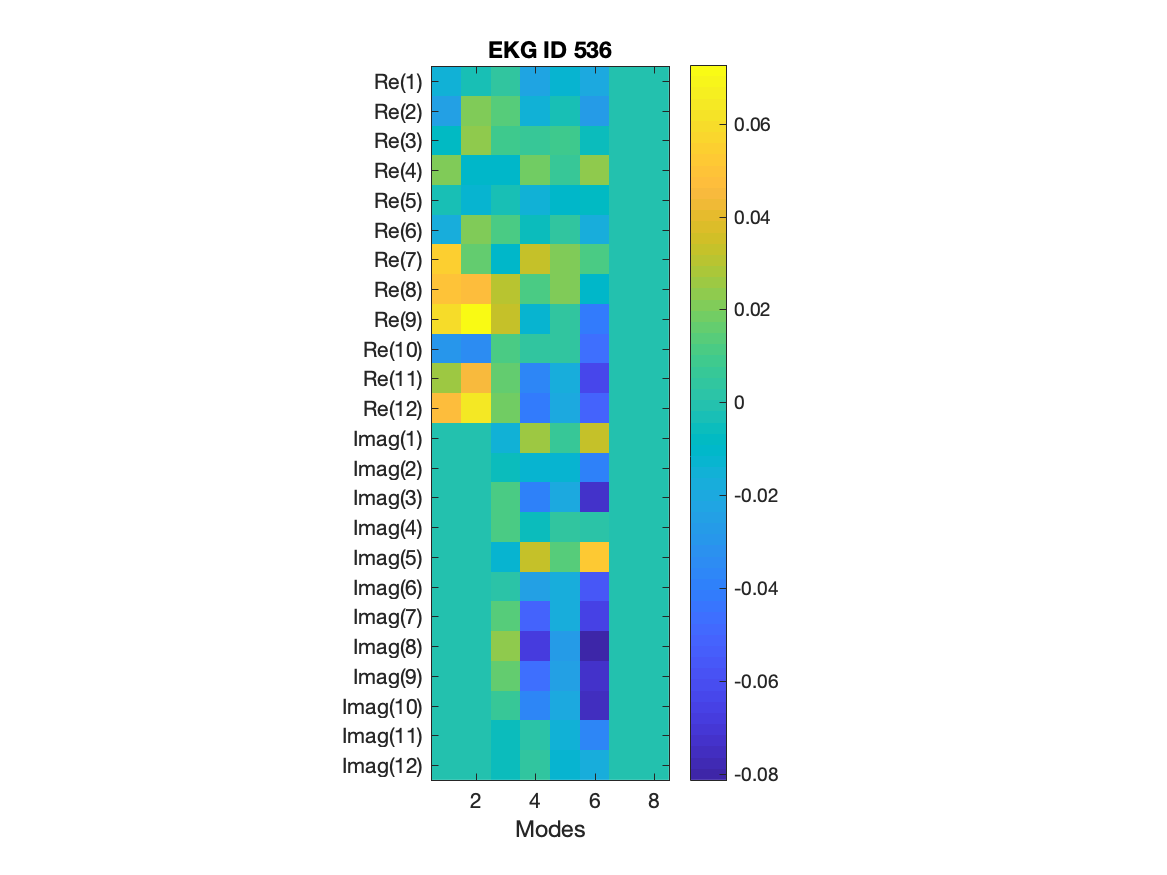 EKG ID 536
Re(1)
Re(2)
Re(3)
Re(4)
Re(5)
Re(6)
Re(7)
Re(8)
Re(9)
Re(10)
Re(11)
Re(12)
Imag(1)
Imag(2)
Imag(3)
Imag(4)
Imag(5)
Imag(6)
Imag(7)
Imag(8)
Imag(9)
Imag(10)
Imag(11)
Imag(12)
2 4 6 8
Modes
0.06
0.04
0.02
0
-0.02
-0.04
-0.06
-0.08